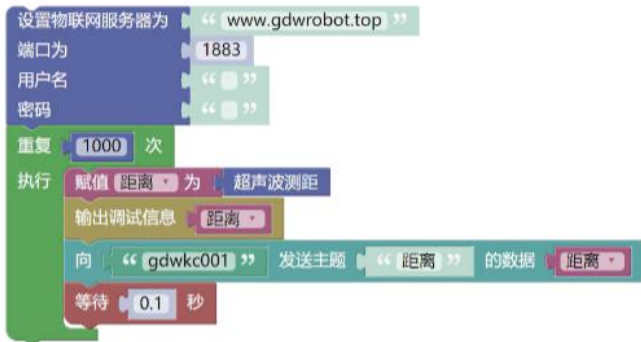 设置物联网服务器为 “ www.gdwrobot.top ”
端口为 1883
用户名 “ ”
密码 “ ”
重复 1000 次
执行 赋值 距离 为 超声波测距
输出调试信息 距离
向 “ gdwkc001 ” 发送主题 “ 距离 ” 的数据 距离
等待 0.1 秒